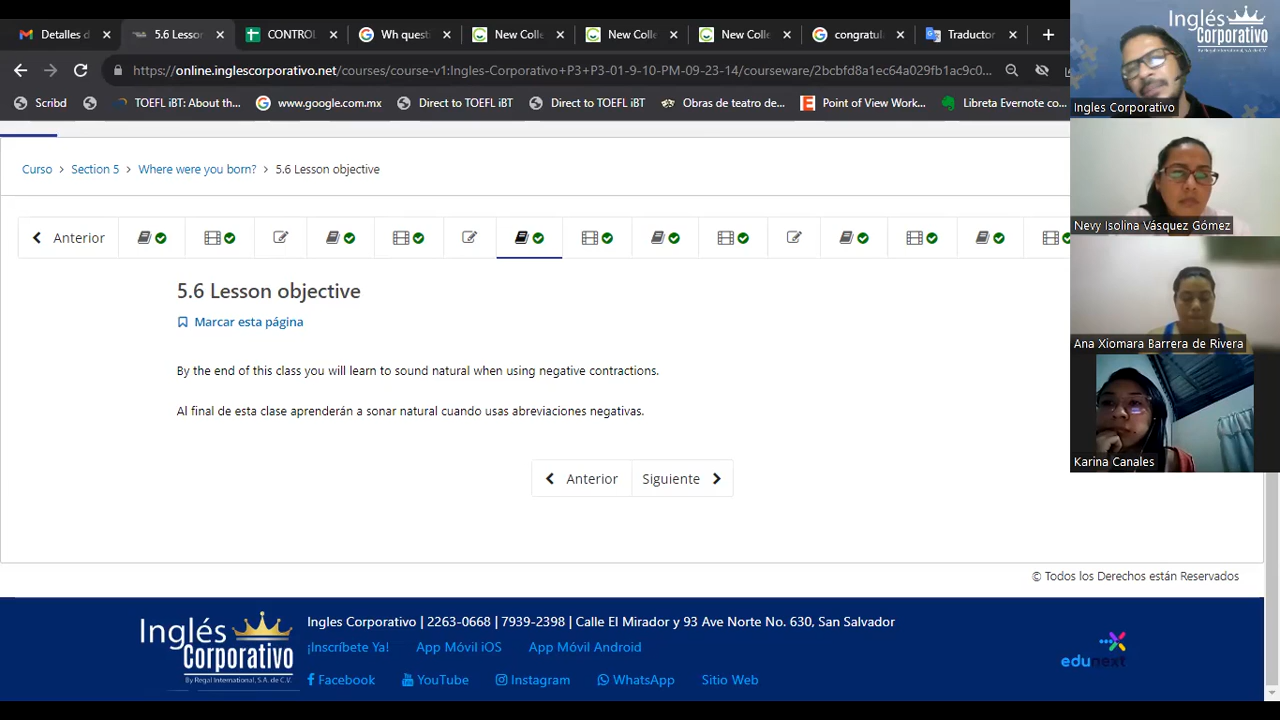 Detalles d
5.6 Lesson
CONTROL
Wh questi
New Colle
New Colle
New Colle
congratul
Traductor
https://online.inglescorporativo.net/courses/course-v1:Ingles-Corporativo+P3+P3-01-9-10-PM-09-23-14/courseware/2bcbfd8a1ec64a029fb1ac9c0...
Scribd
TOEFL iBT: About th...
www.google.com.mx
Direct to TOEFL iBT
Direct to TOEFL iBT
Obras de teatro de...
Point of View Work...
Libreta Evernote co...
Inglés
Corporativo
Ingles Corporativo
Nevy Isolina Vásquez Gómez
Ana Xiomara Barrera de Rivera
Karina Canales
Curso > Section 5 > Where were you born? > 5.6 Lesson objective
Anterior
5.6 Lesson objective
Marcar esta página
By the end of this class you will learn to sound natural when using negative contractions.
Al final de esta clase aprenderán a sonar natural cuando usas abreviaciones negativas.
Anterior
Siguiente
© Todos los Derechos están Reservados
Inglés
Corporativo
By Regal International, S.A. de C.V.
Ingles Corporativo | 2263-0668 | 7939-2398 | Calle El Mirador y 93 Ave Norte No. 630, San Salvador
¡Inscríbete Ya!
App Móvil iOS
App Móvil Android
Facebook
YouTube
Instagram
WhatsApp
Sitio Web
edunext